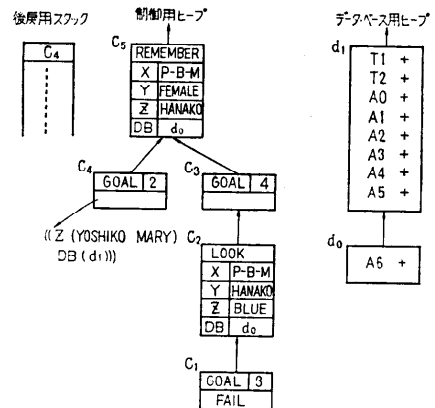 後戻用スタック
制御用ヒープ
データ・ベース用ヒープ
C4
C5
REMEMBER
X P-B-M
Y FEMALE
Z HANAKO
DB d0
d1
T1 +
T2 +
A0 +
A1 +
A2 +
A3 +
A4 +
A5 +
C4
GOAL 2
C3
GOAL 4
((Z (YOSHIKO MARY)
DB (d1)))
C2
LOOK
X P-B-M
Y HANAKO
Z BLUE
DB d0
d0
A6 +
C1
GOAL 3
FAIL